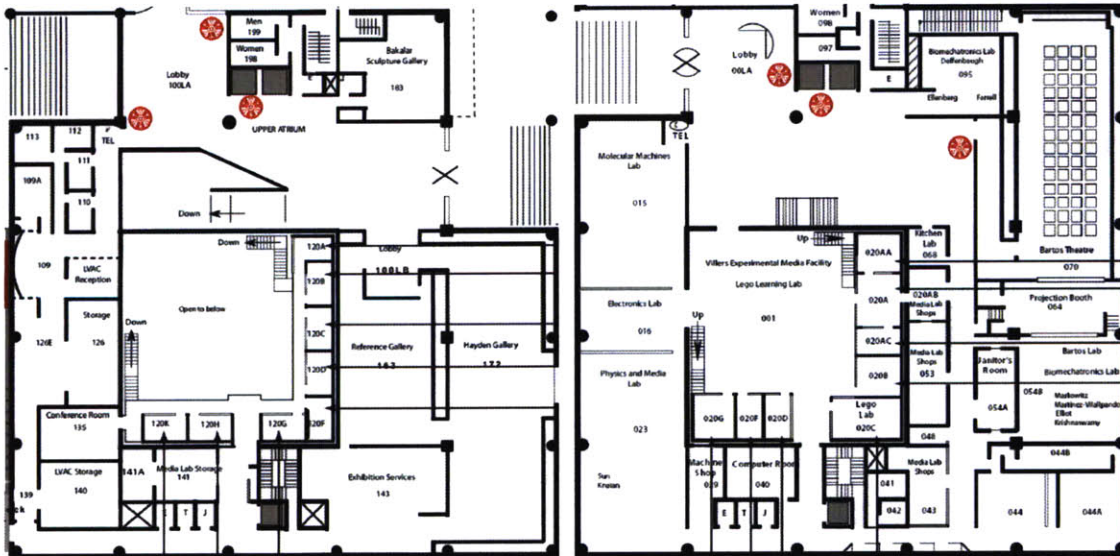 Men
199
Women
198
Lobby
100LA
E
Bakalar
Sculpture Gallery
163
UPPER ATRIUM
113
112
TEL
111
109A
110
Down
109
LVAC
Reception
Down
120A
Lobby
100LB
120B
Storage
Open to below
Down
126E
126
120C
Reference Gallery
Hayden Gallery
120D
Conference Room
135
120K
120H
120G
120F
LVAC Storage
140
141A
Media Lab Storage
141
139
Exhibition Services
143
T
J
Women
098
097
Lobby
00LA
E
Biomechatronics Lab
Deffenbaugh
095
Ellenberg
Farrell
TEL
Molecular Machines
Lab
015
Up
Kitchen
Lab
068
Bartos Theatre
070
Villers Experimental Media Facility
020AA
Lego Learning Lab
020AB
020A
Media Lab
Shops
Projection Booth
064
Electronics Lab
016
001
Up
020AC
Media Lab
Shops
053
Janitor's
Room
Bartos Lab
Physics and Media
Lab
020B
Biomechatronics Lab
054B
054A
Elliot
Krishnaswamy
023
020G
020F
020D
Lego
Lab
020C
048
044B
Machine
Shop
Computer Room
040
Media Lab
Shops
041
Sun
E
T
J
042
043
044
044A